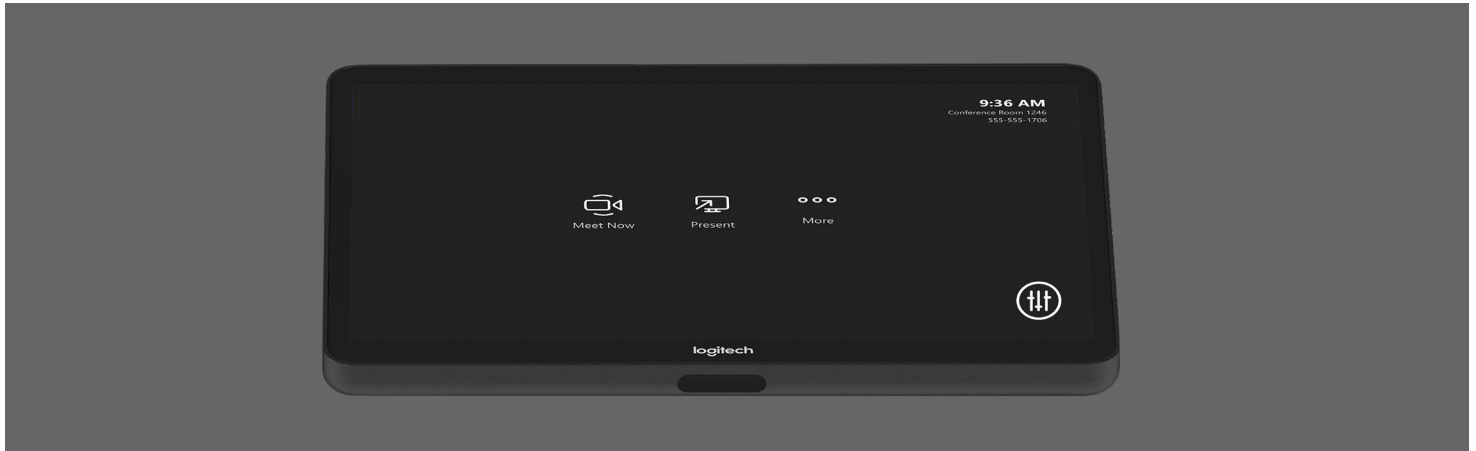 9:36 AM
Conference Room 1246
555-555-1706
Meet Now
Present
More
logitech